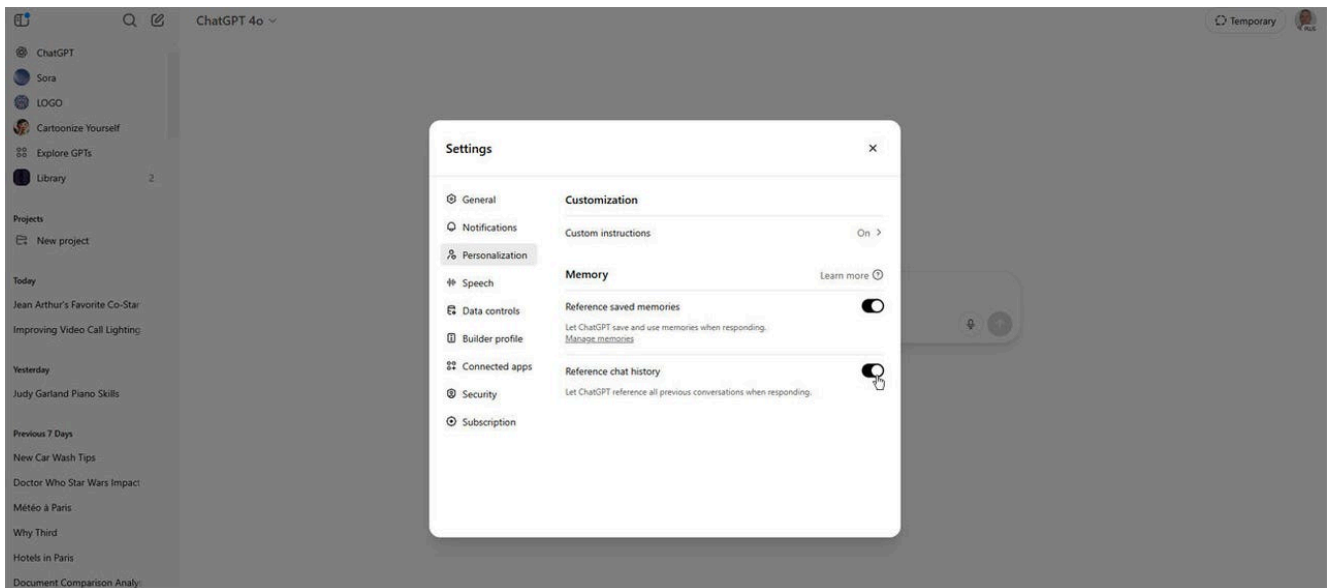 ChatGPT 4o
Temporary
PLUS
ChatGPT
Sora
LOGO
Cartoonize Yourself
Explore GPTs
Library 2
Projects
New project
Today
Jean Arthur's Favorite Co-Star
Improving Video Call Lighting
Yesterday
Judy Garland Piano Skills
Previous 7 Days
New Car Wash Tips
Doctor Who Star Wars Impact
Météo à Paris
Why Third
Hotels in Paris
Document Comparison Analy
Settings
General
Notifications
Personalization
Speech
Data controls
Builder profile
Connected apps
Security
Subscription
Customization
Custom instructions On
Memory Learn more
Reference saved memories
Let ChatGPT save and use memories when responding.
Manage memories
Reference chat history
Let ChatGPT reference all previous conversations when responding.